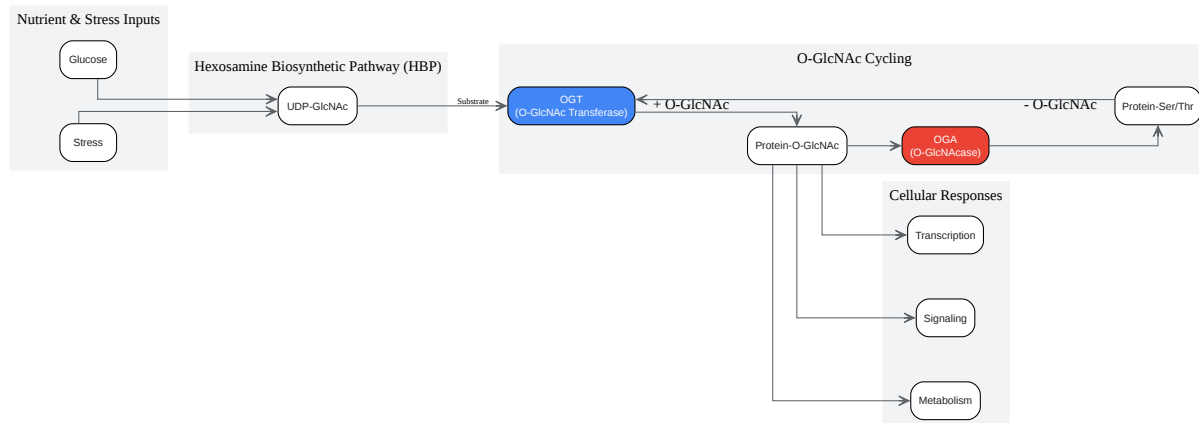 Nutrient & Stress Inputs
Glucose
Stress
Hexosamine Biosynthetic Pathway (HBP)
UDP-GlcNAc
Substrate
O-GlcNAc Cycling
OGT
(O-GlcNAc Transferase)
+ O-GlcNAc
- O-GlcNAc
Protein-Ser/Thr
Protein-O-GlcNAc
OGA
(O-GlcNAcase)
Cellular Responses
Transcription
Signaling
Metabolism